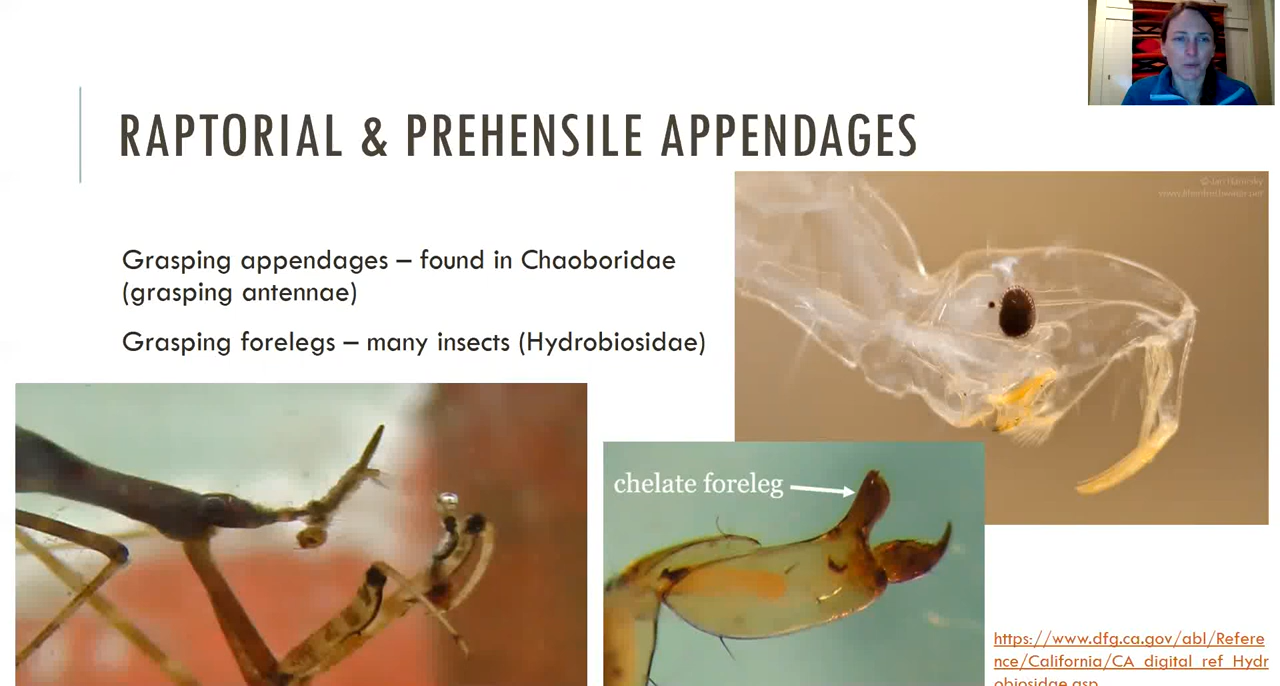 RAPTORIAL & PREHENSILE APPENDAGES
Grasping appendages – found in Chaoboridae
(grasping antennae)
Grasping forelegs – many insects (Hydrobiosidae)
chelate foreleg
https://www.dfg.ca.gov/abl/Refere
nce/California/CA_digital_ref_Hydr
obiosidae.asp